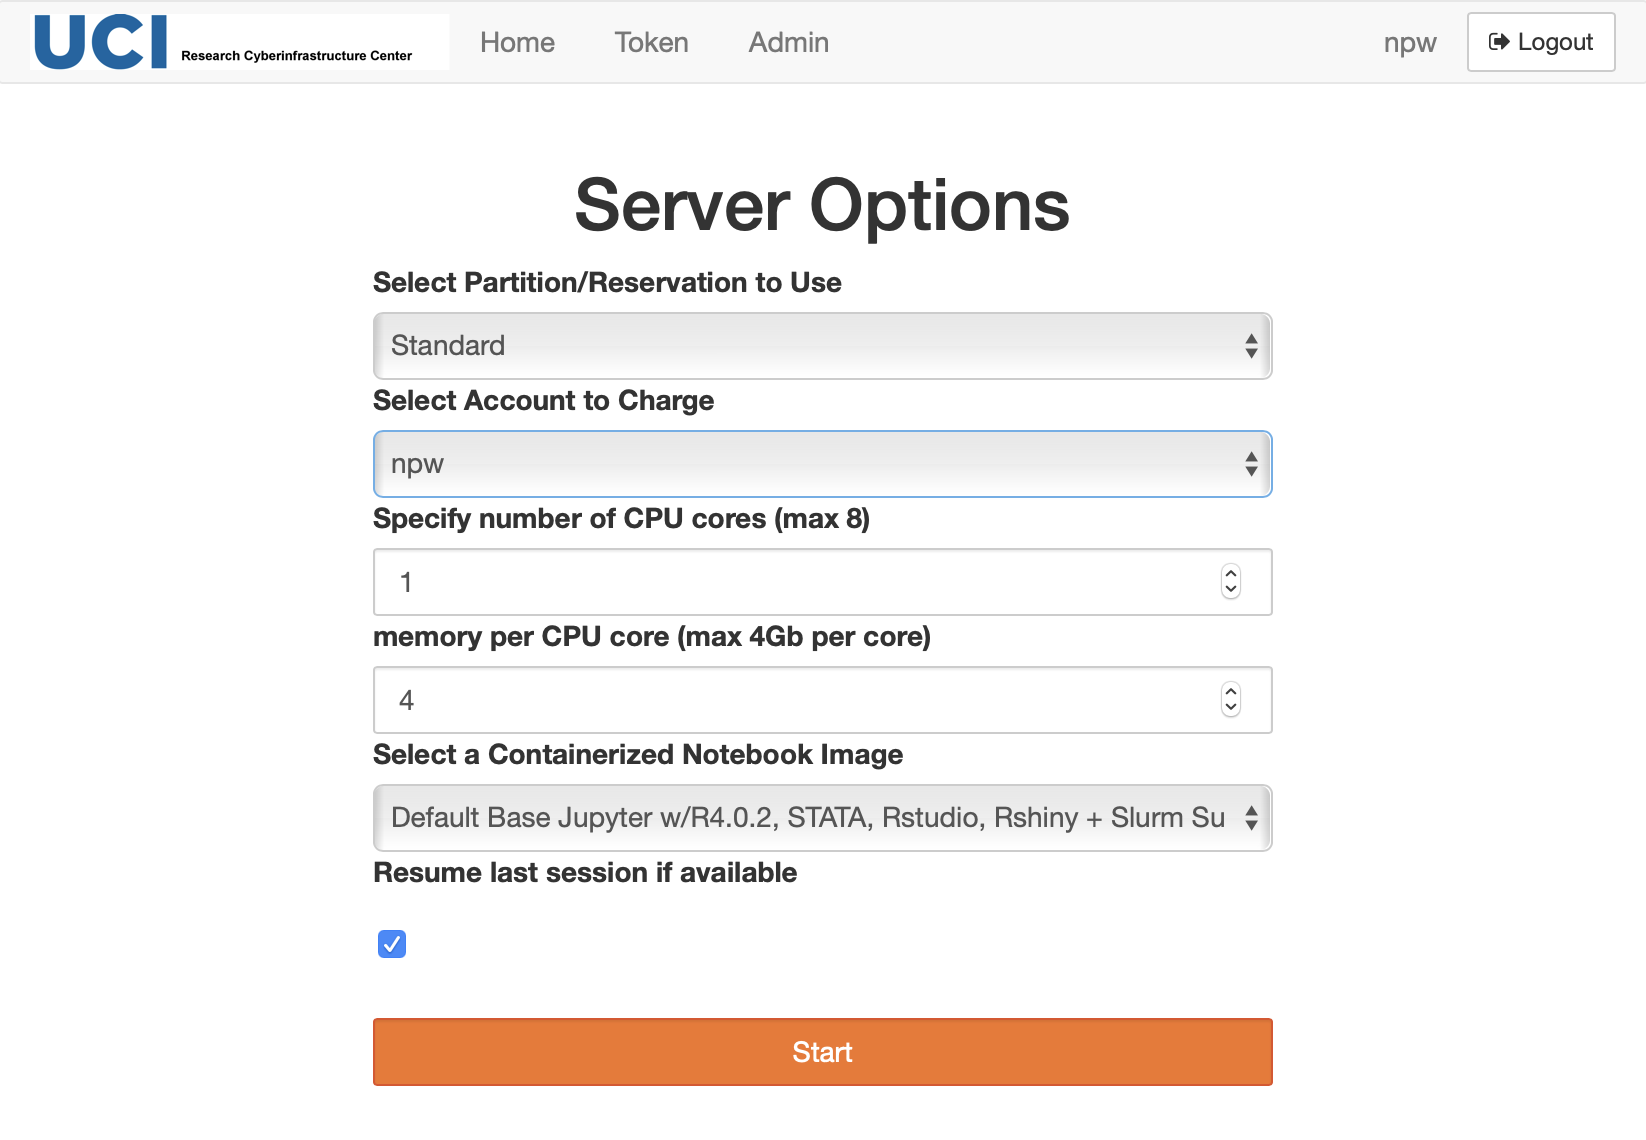 UCI Research Cyberinfrastructure Center Home Token Admin npw Logout
Server Options
Select Partition/Reservation to Use
Standard
Select Account to Charge
npw
Specify number of CPU cores (max 8)
1
memory per CPU core (max 4Gb per core)
4
Select a Containerized Notebook Image
Default Base Jupyter w/R4.0.2, STATA, Rstudio, Rshiny + Slurm Su
Resume last session if available
Start